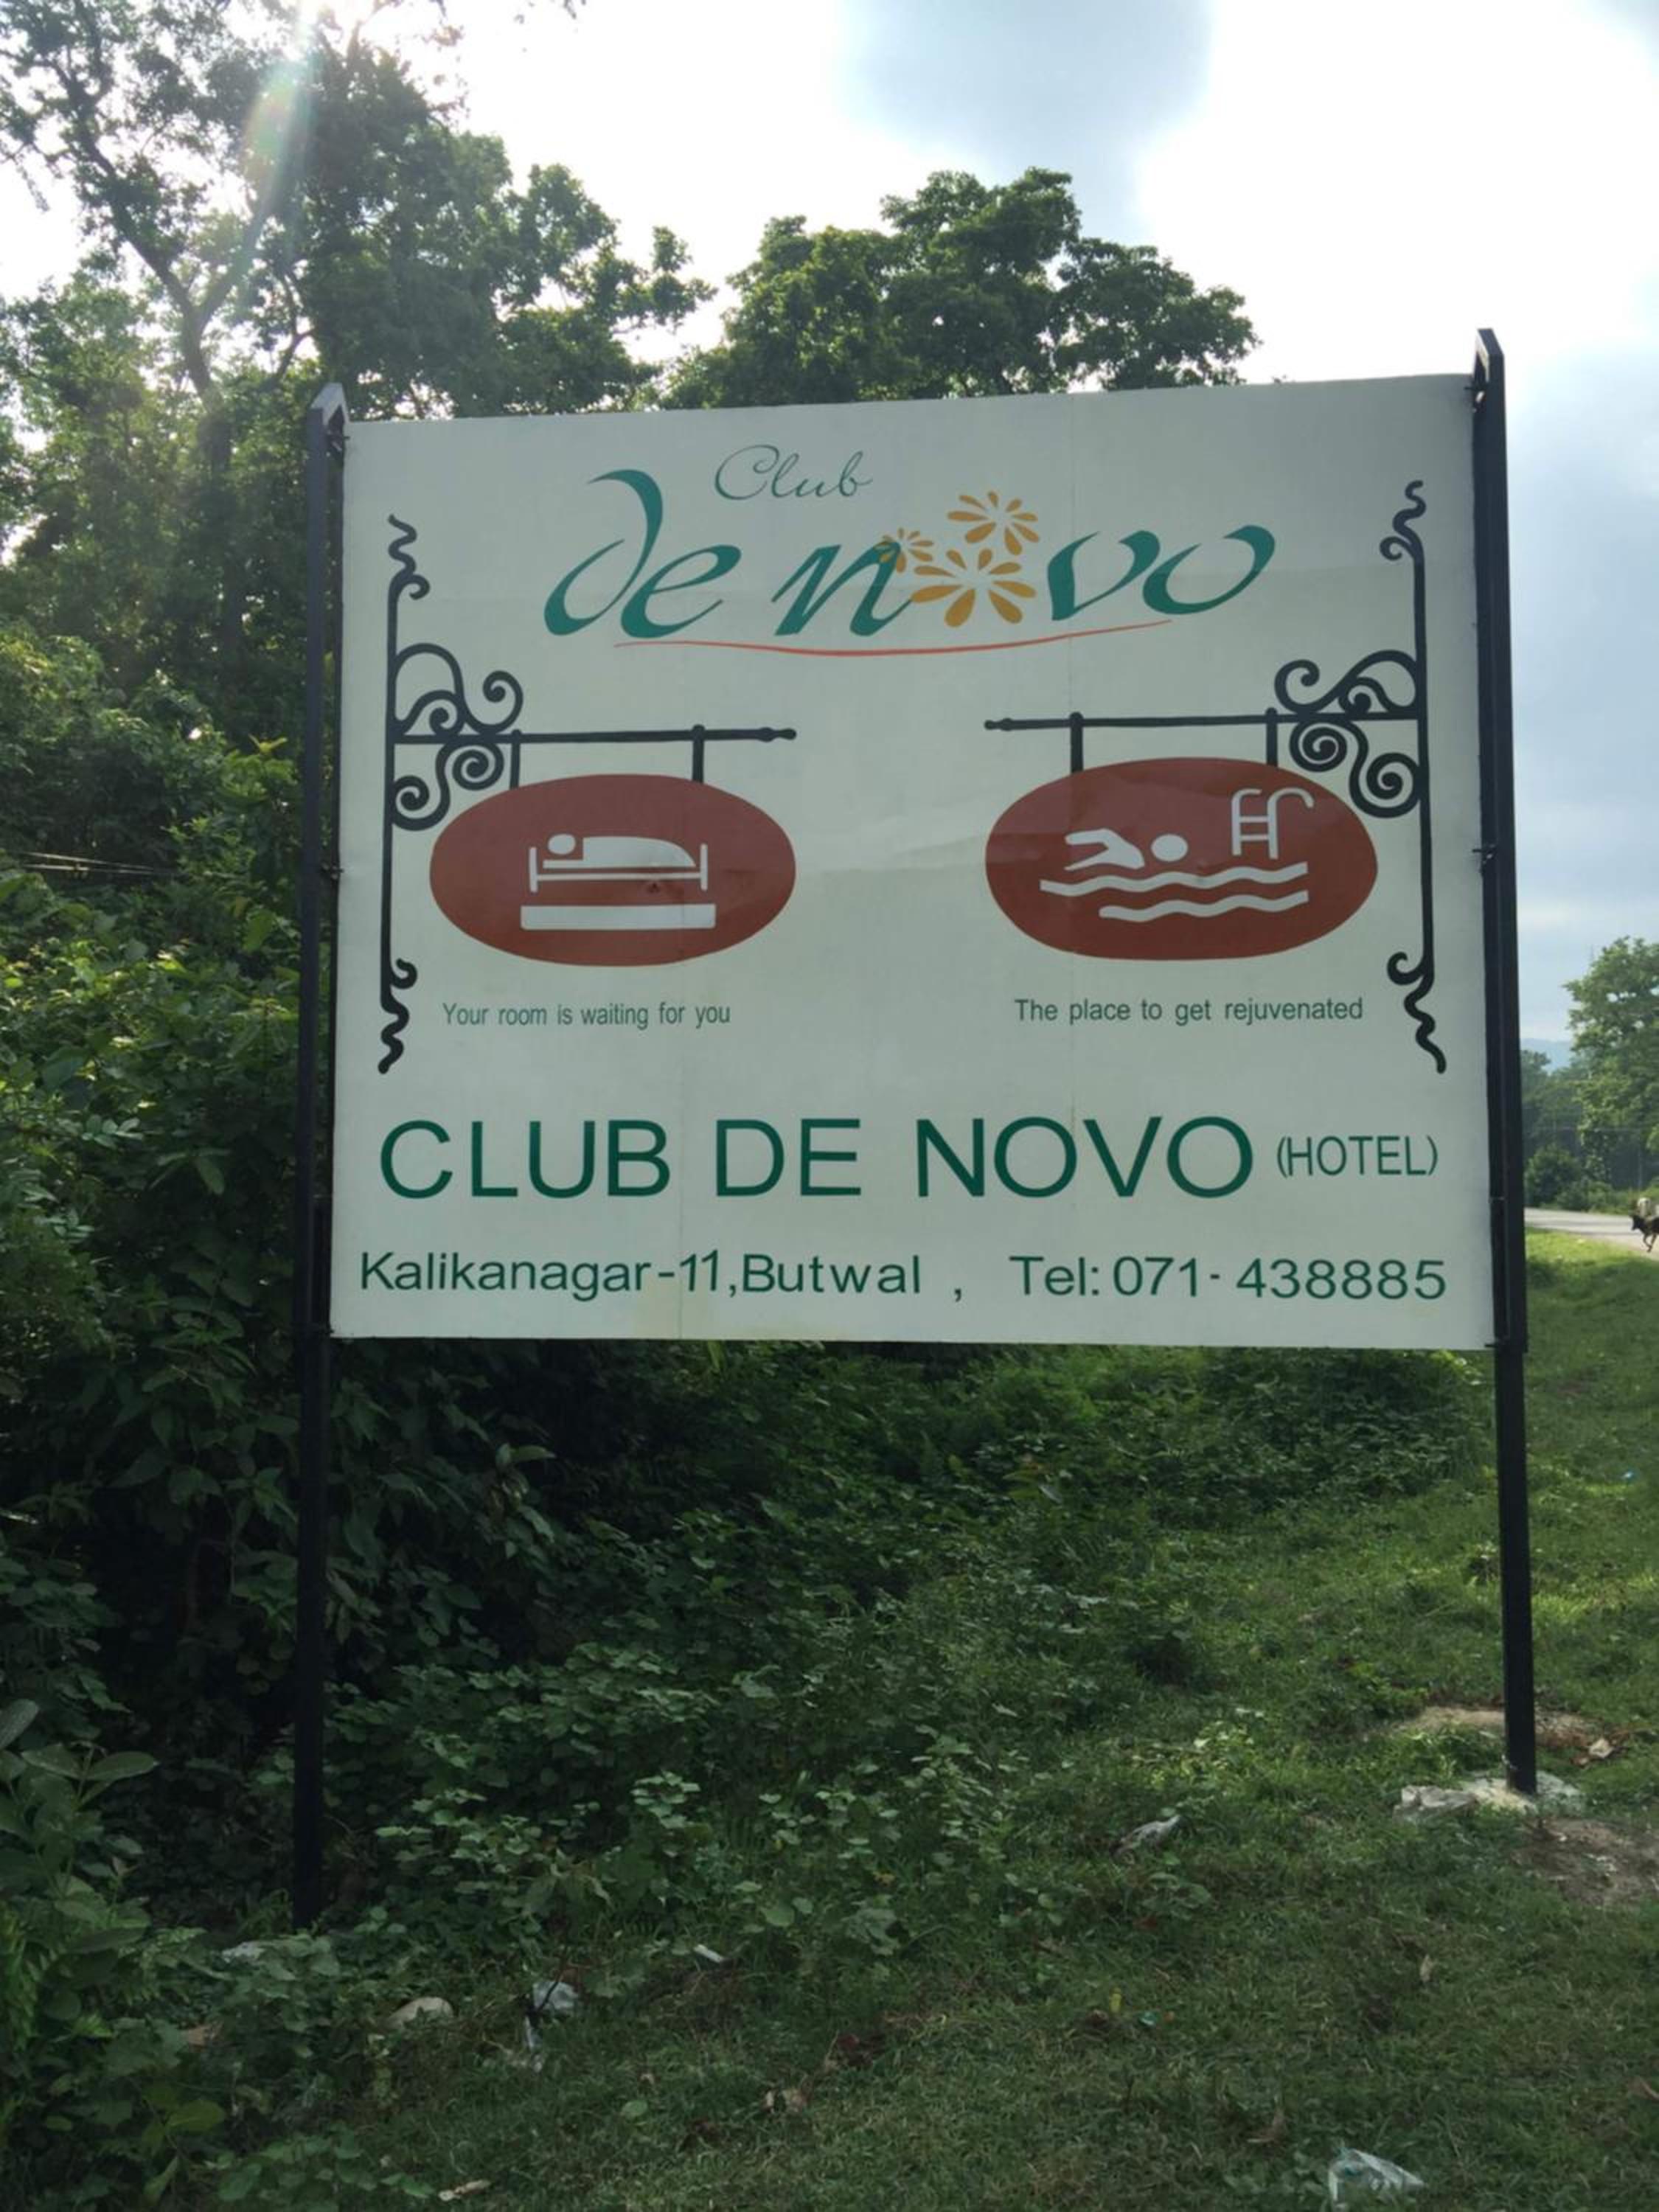 Club
de novo
Your room is waiting for you
The place to get rejuvenated
CLUB DE NOVO (HOTEL)
Kalikanagar-11,Butwal , Tel: 071- 438885